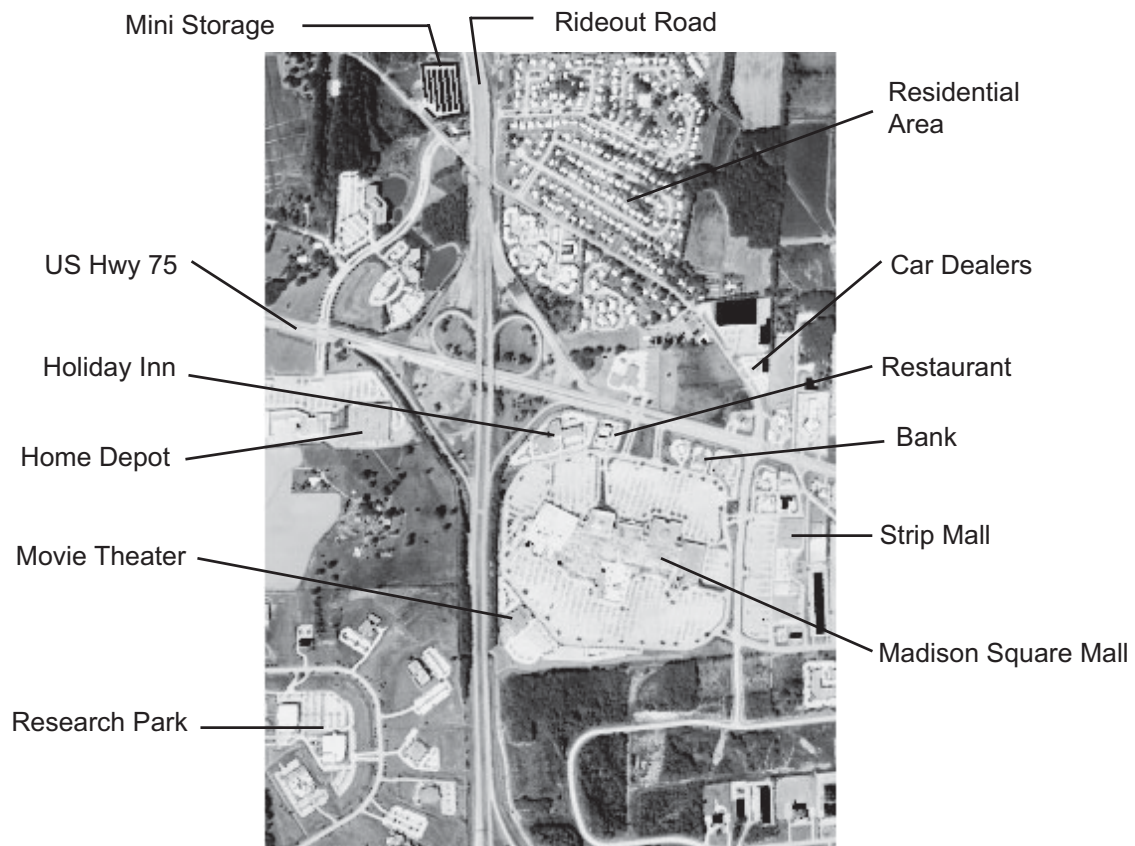 Mini Storage
Rideout Road
Residential
Area
US Hwy 75
Car Dealers
Holiday Inn
Restaurant
Home Depot
Bank
Movie Theater
Strip Mall
Madison Square Mall
Research Park